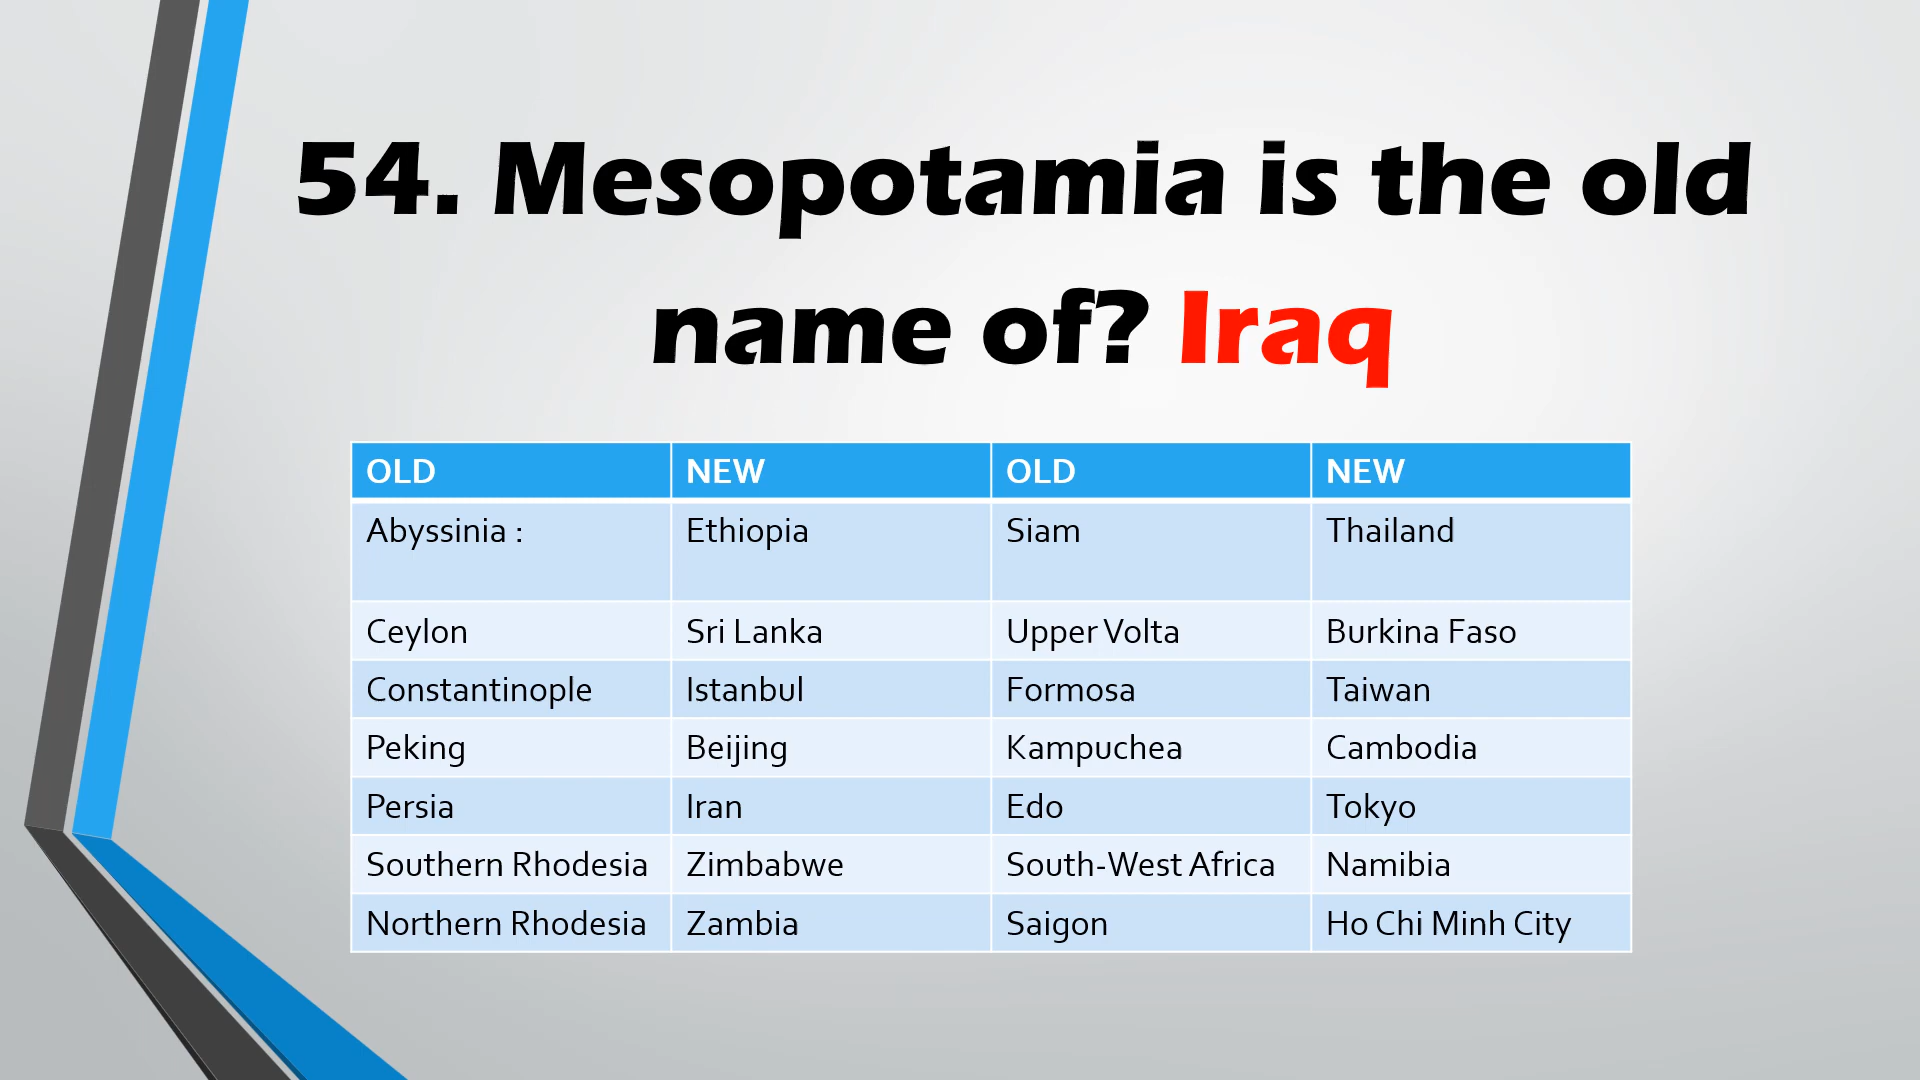 54. Mesopotamia is the old
name of? Iraq
OLD NEW OLD NEW
Abyssinia : Ethiopia Siam Thailand
Ceylon Sri Lanka Upper Volta Burkina Faso
Constantinople Istanbul Formosa Taiwan
Peking Beijing Kampuchea Cambodia
Persia Iran Edo Tokyo
Southern Rhodesia Zimbabwe South-West Africa Namibia
Northern Rhodesia Zambia Saigon Ho Chi Minh City